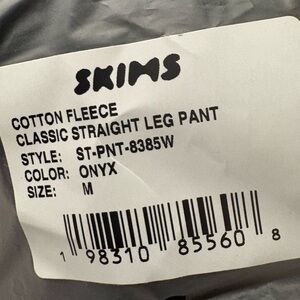 SKIMS
COTTON FLEECE
CLASSIC STRAIGHT LEG PANT
STYLE: ST-PNT-8385W
COLOR: ONYX
SIZE: M
1 98310 85560 8